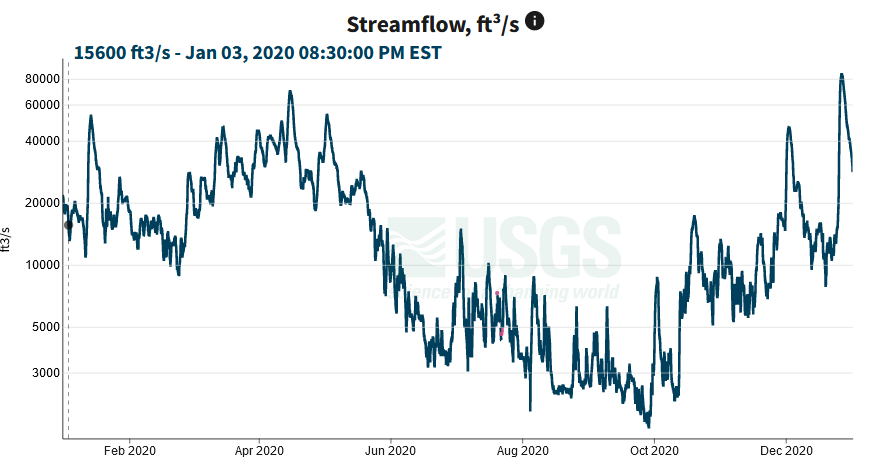 Streamflow, ft³/s i
15600 ft3/s - Jan 03, 2020 08:30:00 PM EST
80000
60000
40000
20000
10000
5000
3000
ft3/s
USGS
world
Feb 2020 Apr 2020 Jun 2020 Aug 2020 Oct 2020 Dec 2020